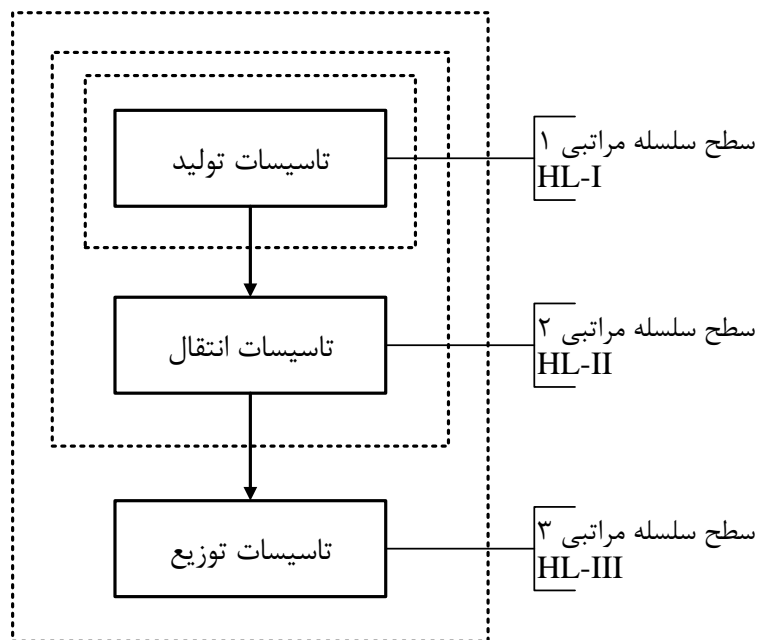 تاسیسات تولید
سطح سلسله مراتبی ۱
HL-I
تاسیسات انتقال
سطح سلسله مراتبی ۲
HL-II
تاسیسات توزیع
سطح سلسله مراتبی ۳
HL-III